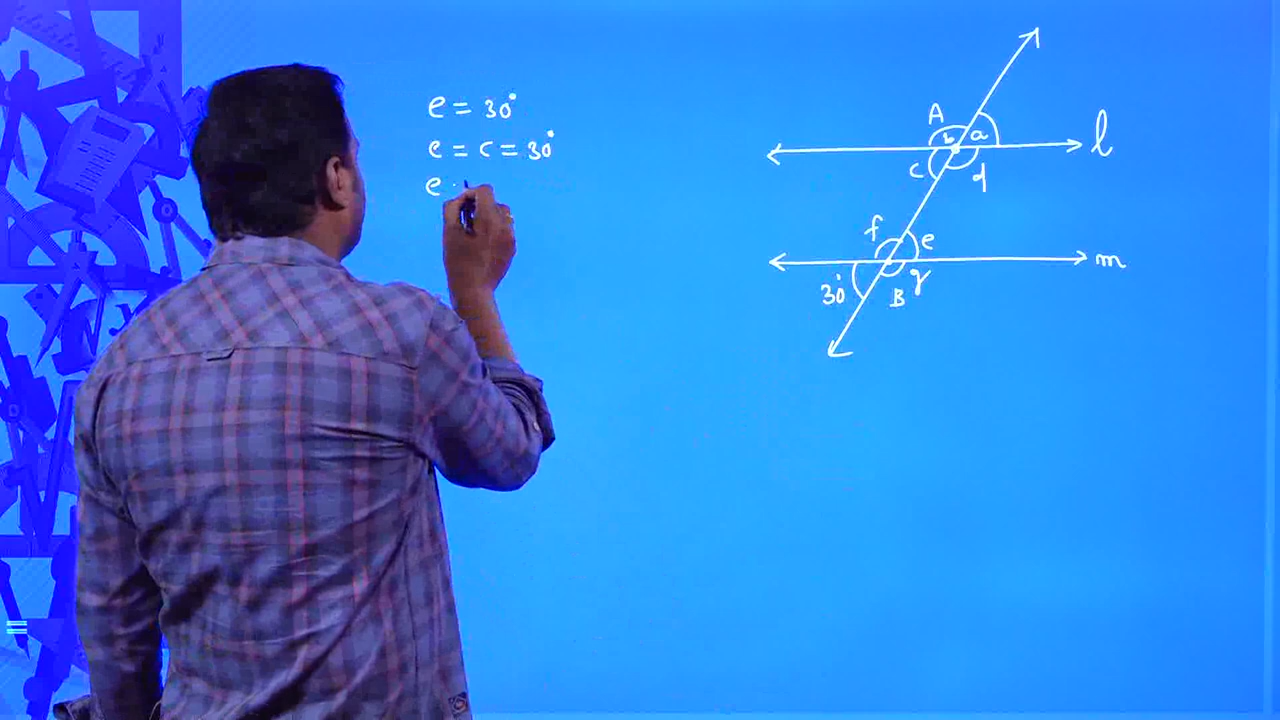 e = 30°
e = c = 30°
e
A
b a
l
c d
f e
m
30°
B g